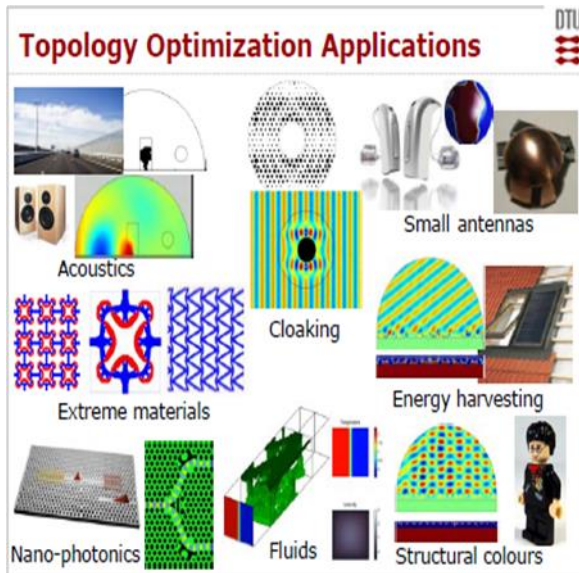 DTU
Topology Optimization Applications
Small antennas
Acoustics
Cloaking
Extreme materials
Energy harvesting
Nano-photonics
Fluids
Structural colours